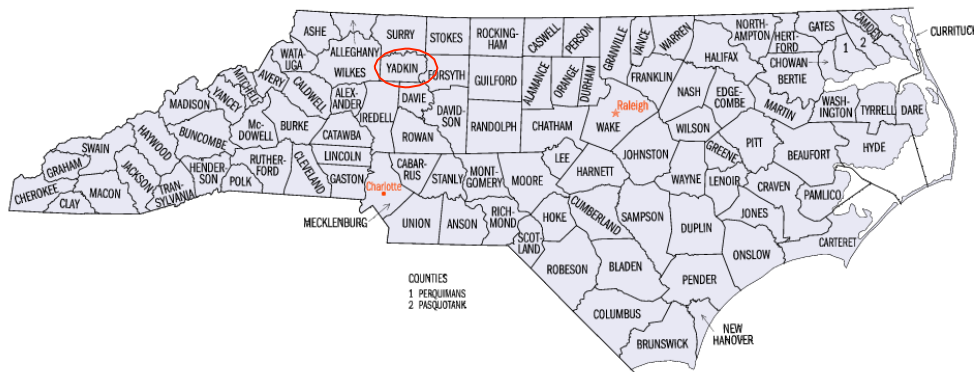 ASHE
ALLEGHANY
SURRY
STOKES
ROCKING-
HAM
CASWELL
PERSON
GRANVILLE
VANCE
WARREN
NORTH-
AMPTON
HERT-
FORD
GATES
CAMDEN
CURRITUCK
WATA-
UGA
WILKES
YADKIN
FORSYTH
GUILFORD
ALAMANCE
ORANGE
DURHAM
FRANKLIN
HALIFAX
CHOWAN
BERTIE
1
2
MITCHELL
AVERY
CALDWELL
ALEX-
ANDER
IREDELL
DAVIE
DAVID-
SON
RANDOLPH
CHATHAM
WAKE
Raleigh
NASH
EDGE-
COMBE
MARTIN
WASH-
INGTON
TYRRELL
DARE
MADISON
YANCEY
McDOWELL
BURKE
CATAWBA
ROWAN
WILSON
PITT
BEAUFORT
HYDE
SWAIN
HAYWOOD
BUNCOMBE
RUTHER-
FORD
CLEVELAND
LINCOLN
GASTON
CABAR-
RUS
STANLY
MONT-
GOMERY
MOORE
LEE
HARNETT
JOHNSTON
GREENE
WAYNE
LENOIR
CRAVEN
PAMLICO
GRAHAM
CHEROKEE
CLAY
MACON
JACKSON
TRAN-
SYLVANIA
HENDER
SON
POLK
Charlotte
MECKLENBURG
UNION
ANSON
RICH-
MOND
SCOT-
LAND
HOKE
CUMBERLAND
SAMPSON
DUPLIN
JONES
CARTERET
ONSLOW
ROBESON
BLADEN
PENDER
COLUMBUS
BRUNSWICK
NEW
HANOVER
COUNTIES
1 PERQUIMANS
2 PASQUOTANK